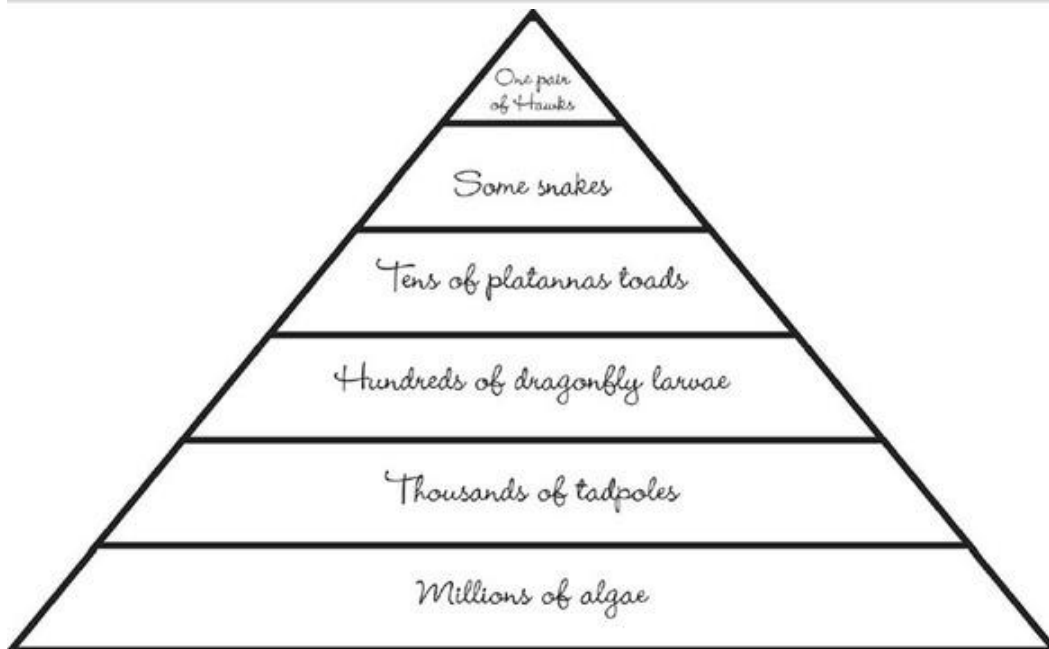 One pair
of Hawks
Some snakes
Tens of platannas toads
Hundreds of dragonfly larvae
Thousands of tadpoles
Millions of algae